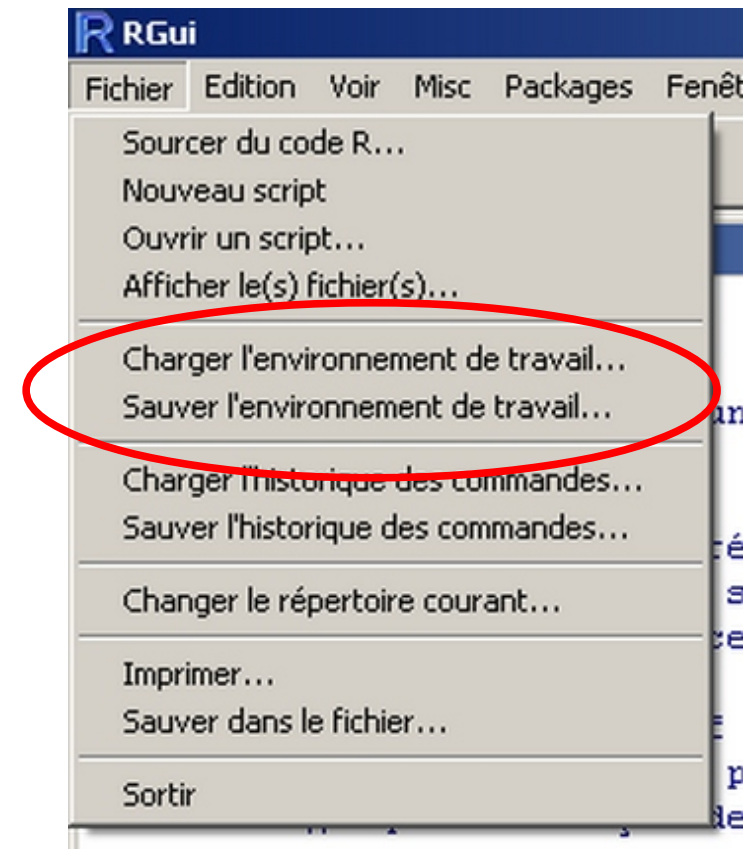 RGui
Fichier Edition Voir Misc Packages
Sourcer du code R...
Nouveau script
Ouvrir un script...
Afficher le(s) fichier(s)...
Charger l'environnement de travail...
Sauver l'environnement de travail...
Charger l'historique des commandes...
Sauver l'historique des commandes...
Changer le répertoire courant...
Imprimer...
Sauver dans le fichier...
Sortir